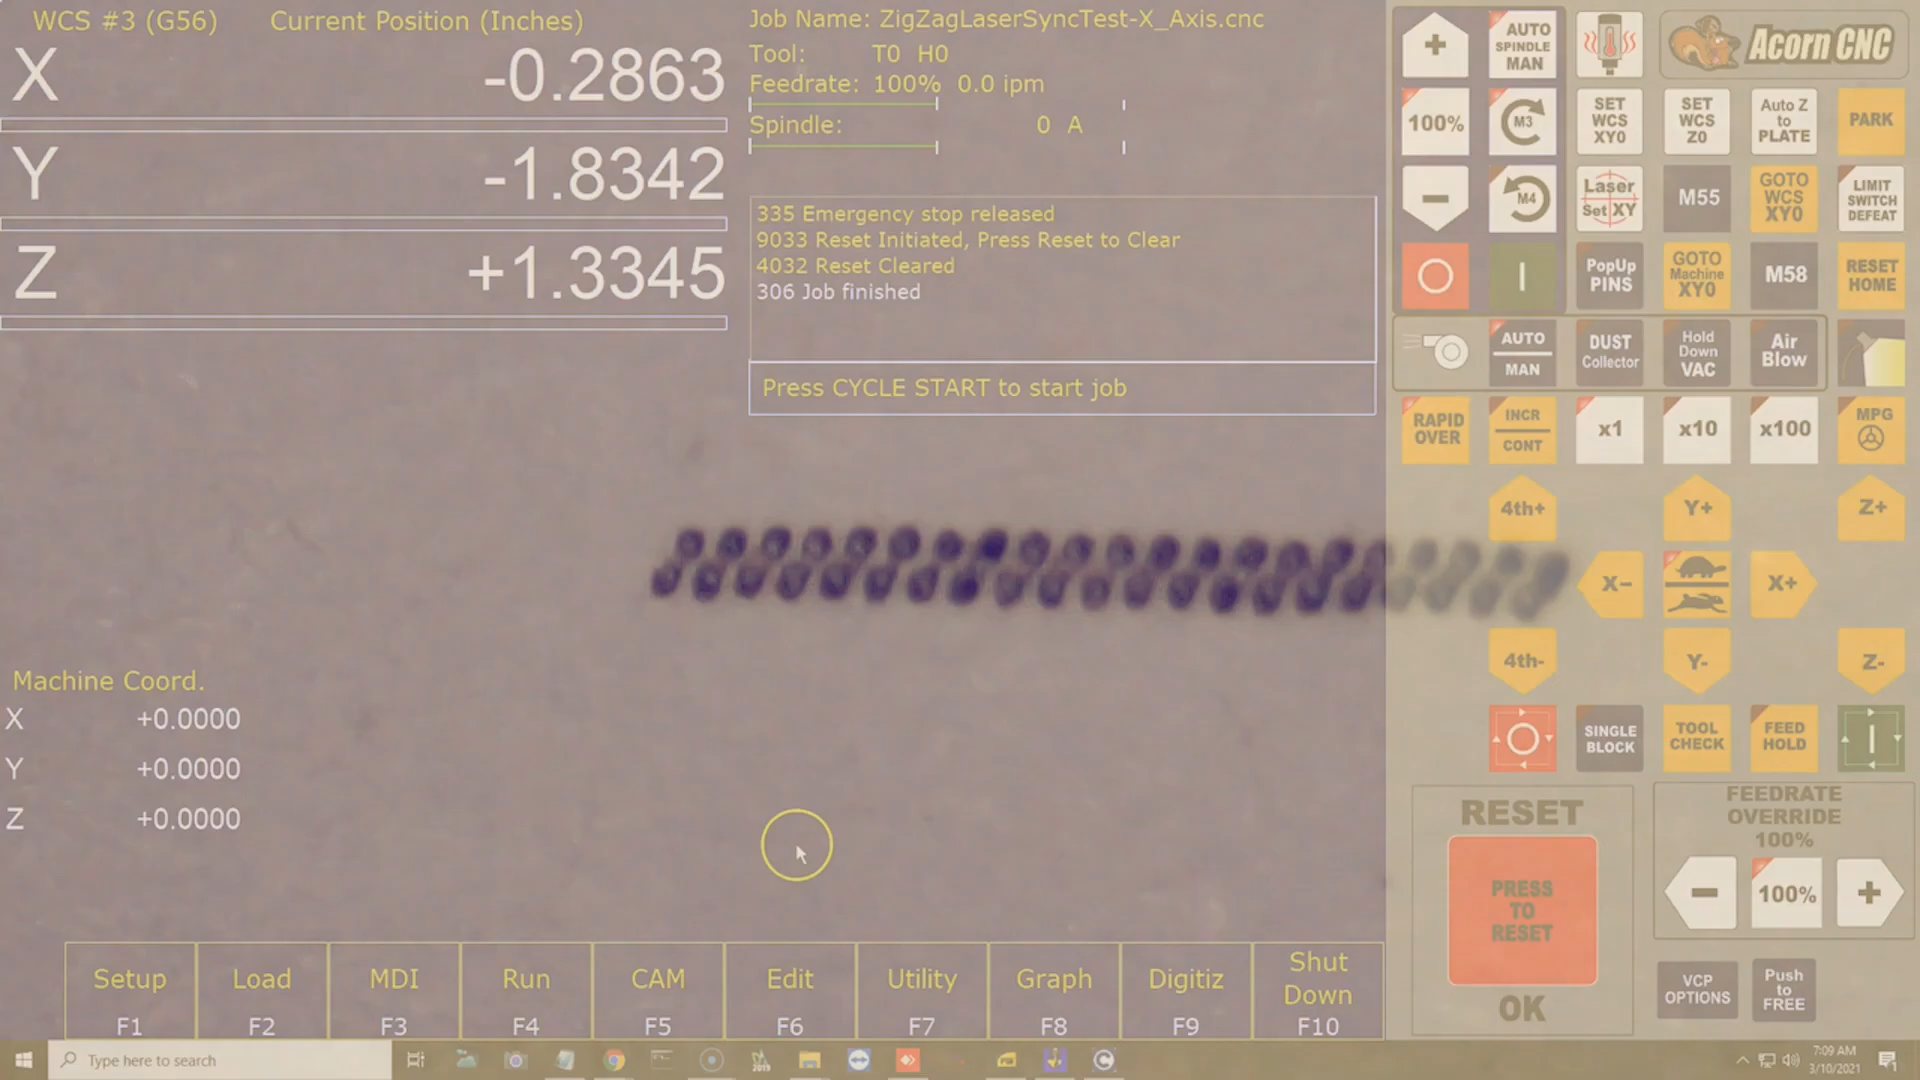 WCS #3 (G56)
Current Position (Inches)
X
-0.2863
Y
-1.8342
Z
+1.3345
Job Name: ZigZagLaserSyncTest-X_Axis.cnc
Tool: T0 H0
Feedrate: 100% 0.0 ipm
Spindle: 0 A
335 Emergency stop released
9033 Reset Initiated, Press Reset to Clear
4032 Reset Cleared
306 Job finished
Press CYCLE START to start job
Machine Coord.
X +0.0000
Y +0.0000
Z +0.0000
Setup
F1
Load
F2
MDI
F3
Run
F4
CAM
F5
Edit
F6
Utility
F7
Graph
F8
Digitiz
F9
Shut
Down
F10
+
AUTO
SPINDLE
MAN
Acorn CNC
100%
M3
SET
WCS
XY0
SET
WCS
Z0
Auto Z
to
PLATE
PARK
−
M4
Laser
Set XY
M55
GOTO
WCS
XY0
LIMIT
SWITCH
DEFEAT
PopUp
PINS
GOTO
Machine
XY0
M58
RESET
HOME
AUTO
MAN
DUST
Collector
Hold
Down
VAC
Air
Blow
RAPID
OVER
INCR
CONT
x1
x10
x100
MPG
4th+
Y+
Z+
X-
X+
4th-
Y-
Z-
SINGLE
BLOCK
TOOL
CHECK
FEED
HOLD
RESET
PRESS
TO
RESET
OK
FEEDRATE
OVERRIDE
100%
−
100%
+
VCP
OPTIONS
Push
to
FREE
Type here to search
2019
7:09 AM
3/10/2021